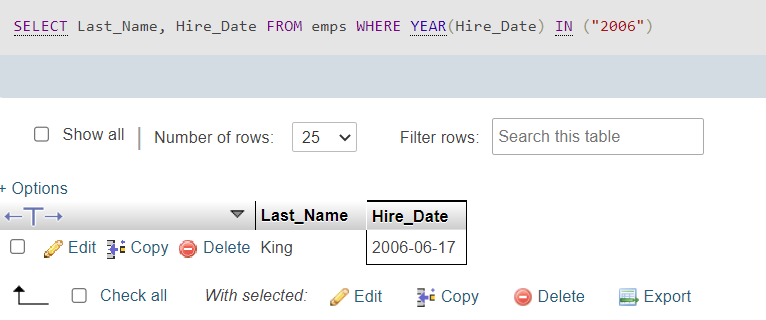 SELECT Last_Name, Hire_Date FROM emps WHERE YEAR(Hire_Date) IN ("2006")
Show all | Number of rows: 25 Filter rows: Search this table
+ Options
←T→ Last_Name Hire_Date
Edit Copy Delete King 2006-06-17
Check all With selected: Edit Copy Delete Export